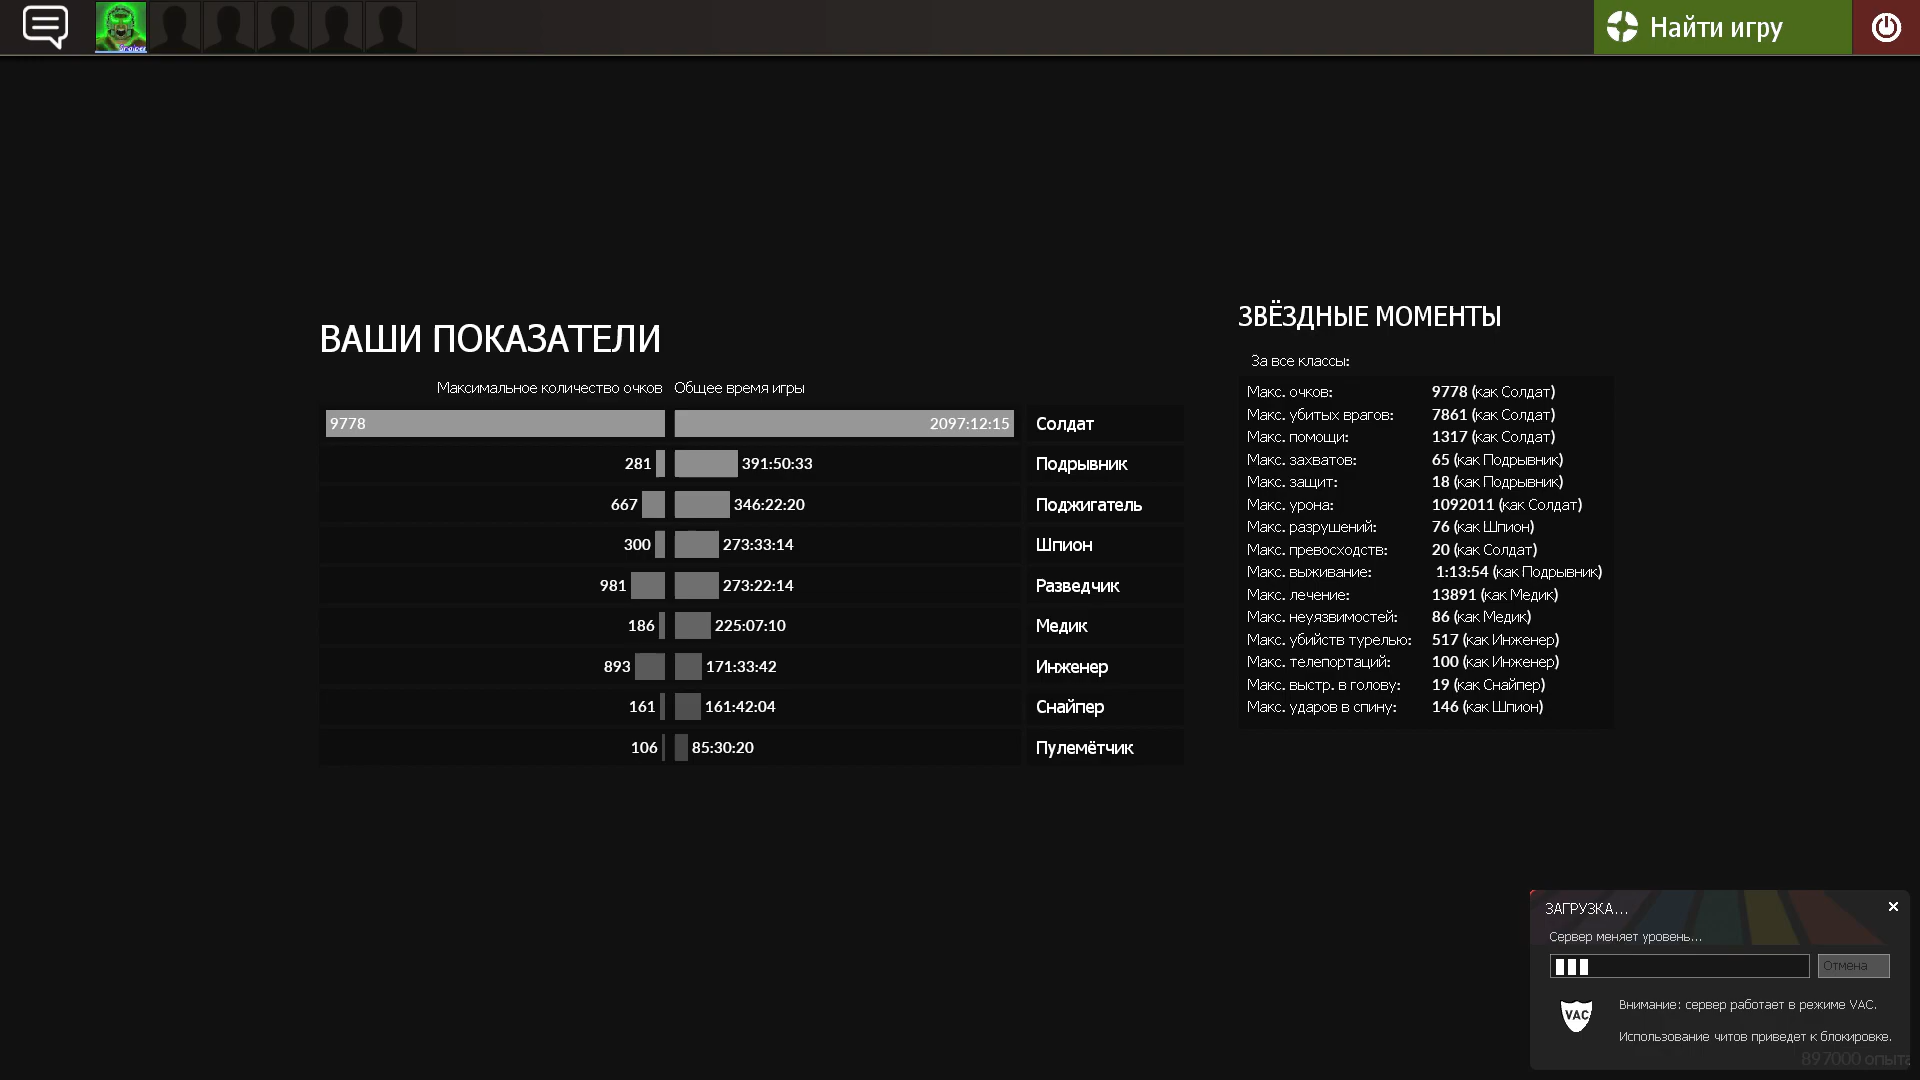 Найти игру
ВАШИ ПОКАЗАТЕЛИ
Максимальное количество очков Общее время игры
9778 2097:12:15 Солдат
281 391:50:33 Подрывник
667 346:22:20 Поджигатель
300 273:33:14 Шпион
981 273:22:14 Разведчик
186 225:07:10 Медик
893 171:33:42 Инженер
161 161:42:04 Снайпер
106 85:30:20 Пулемётчик
ЗВЁЗДНЫЕ МОМЕНТЫ
За все классы:
Макс. очков: 9778 (как Солдат)
Макс. убитых врагов: 7861 (как Солдат)
Макс. помощи: 1317 (как Солдат)
Макс. захватов: 65 (как Подрывник)
Макс. защит: 18 (как Подрывник)
Макс. урона: 1092011 (как Солдат)
Макс. разрушений: 76 (как Шпион)
Макс. превосходств: 20 (как Солдат)
Макс. выживание: 1:13:54 (как Подрывник)
Макс. лечение: 13891 (как Медик)
Макс. неуязвимостей: 86 (как Медик)
Макс. убийств турелью: 517 (как Инженер)
Макс. телепортаций: 100 (как Инженер)
Макс. выстр. в голову: 19 (как Снайпер)
Макс. ударов в спину: 146 (как Шпион)
ЗАГРУЗКА...
Сервер меняет уровень...
Отмена
VAC
Внимание: сервер работает в режиме VAC.
Использование читов приведет к блокировке.
897000 опыта